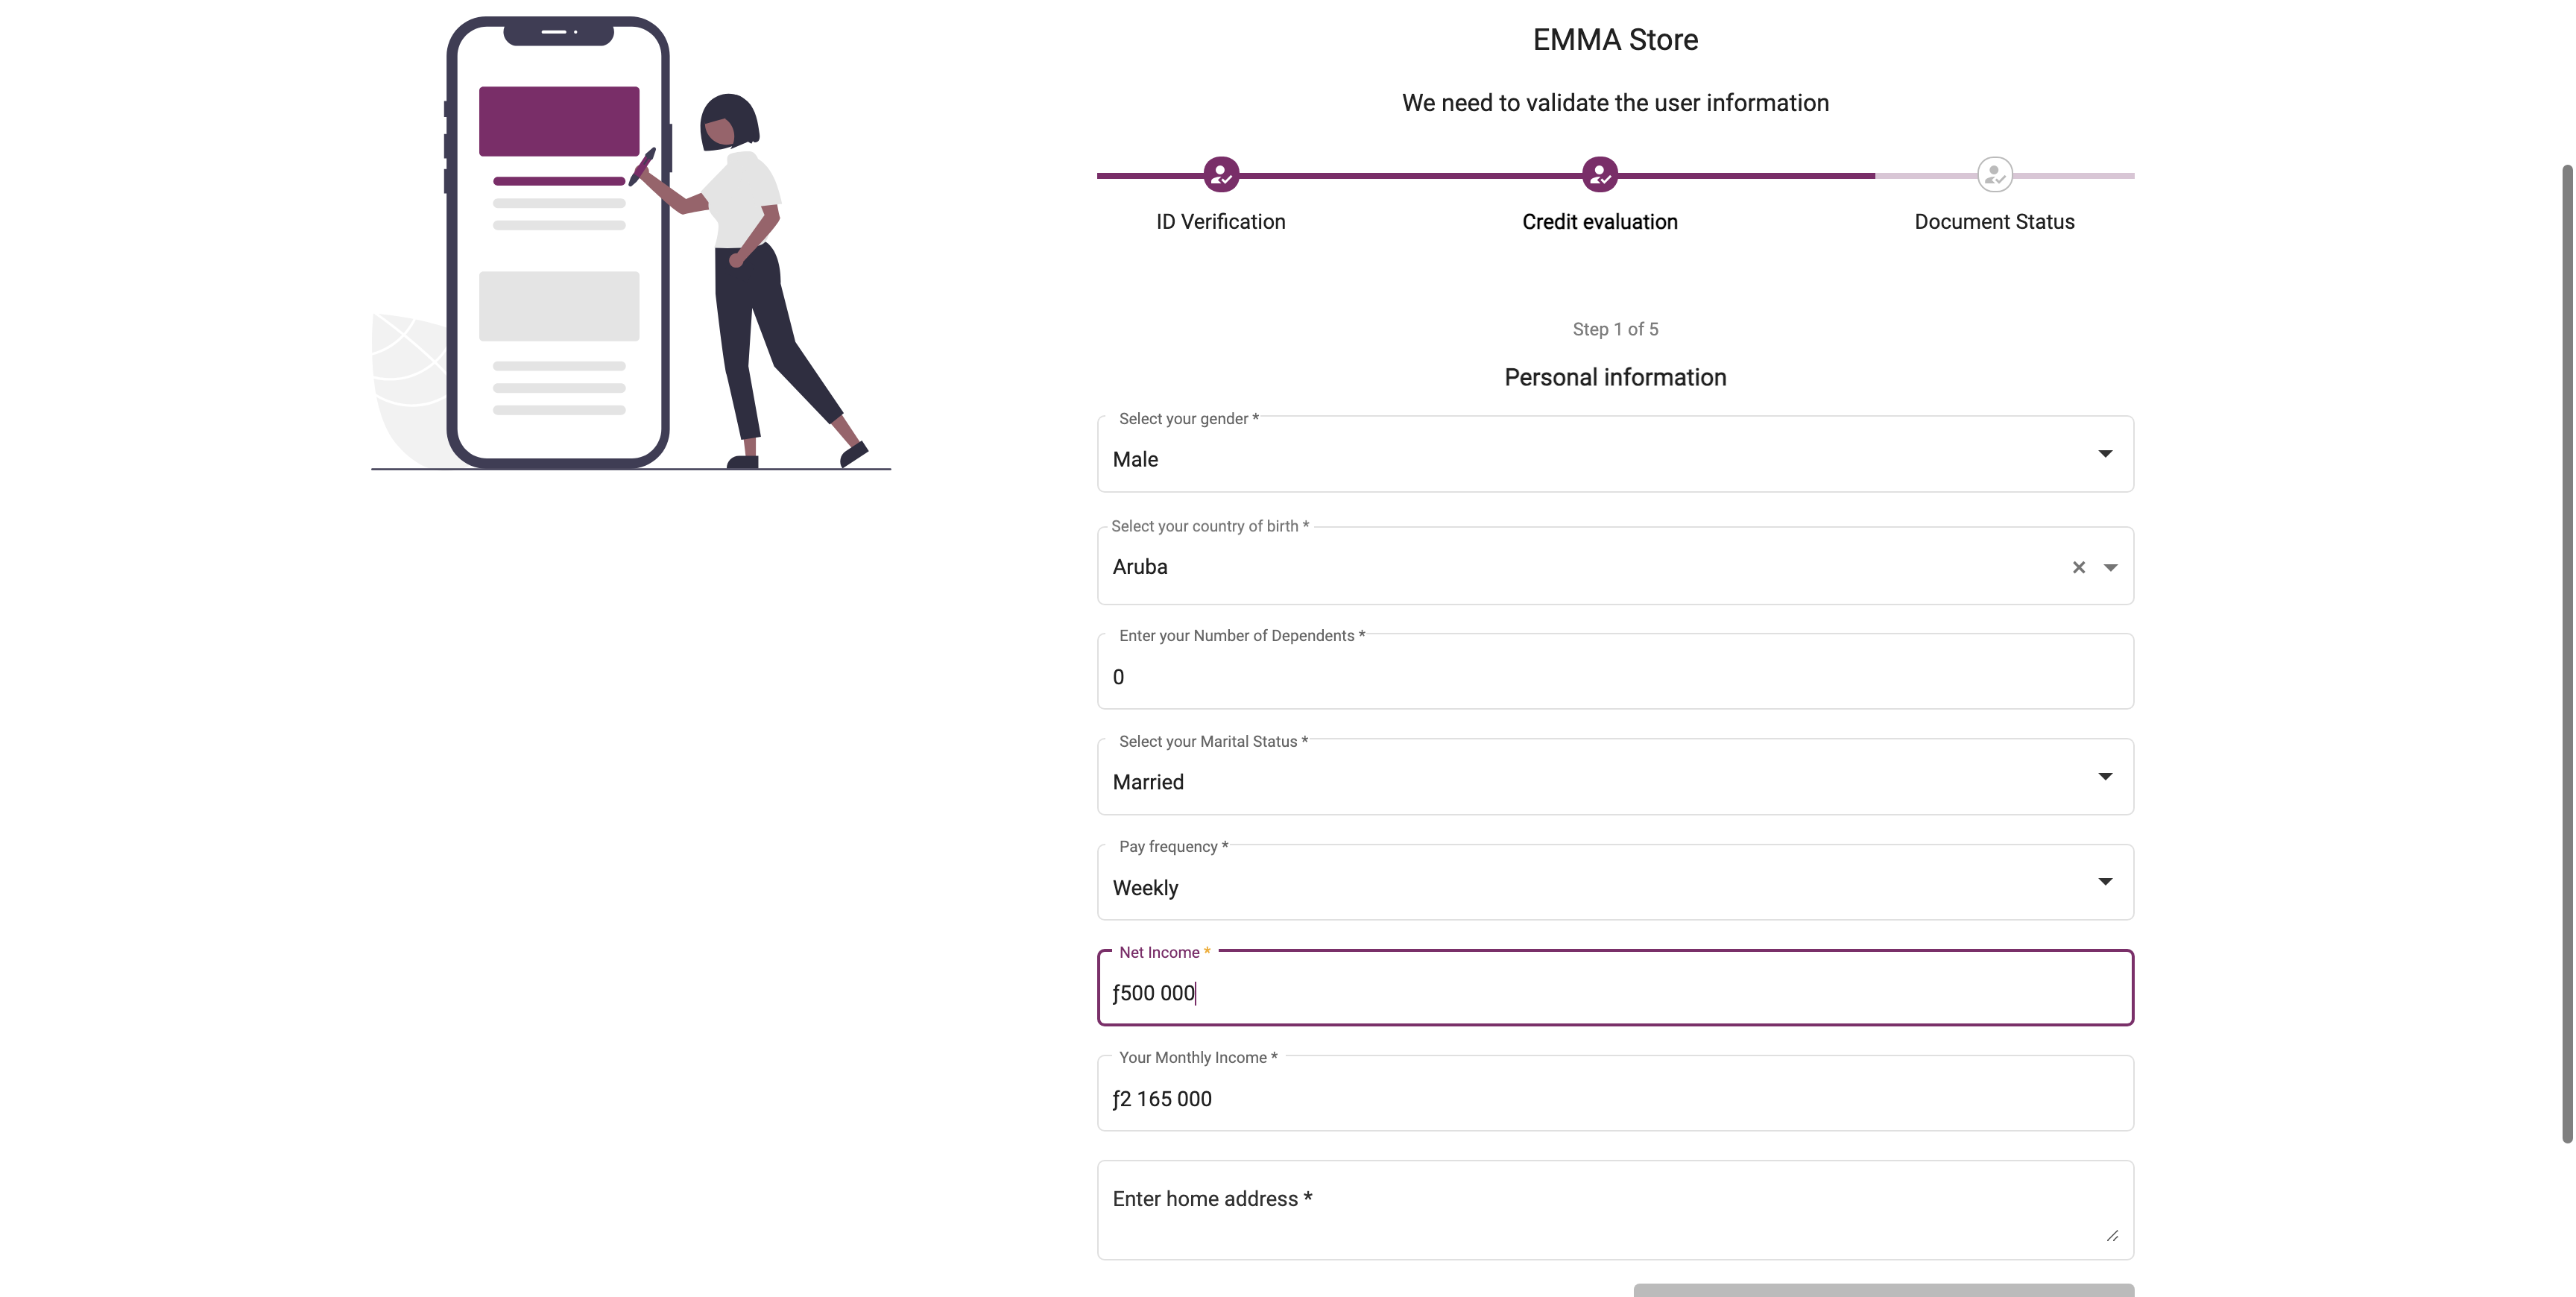 EMMA Store
We need to validate the user information
ID Verification
Credit evaluation
Document Status
Step 1 of 5
Personal information
Select your gender *
Male
Select your country of birth *
Aruba
Enter your Number of Dependents *
0
Select your Marital Status *
Married
Pay frequency *
Weekly
Net Income *
ƒ500 000
Your Monthly Income *
ƒ2 165 000
Enter home address *